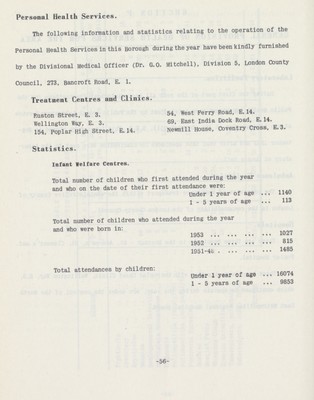 Personal Health Services.
The following information and statistics relating to the operation of the
Personal Health Services in this Borough during the year have been kindly furnished
by the Divisional Medical Officer (Dr. G.O. Mitchell), Division 5, London County
Council, 273, Bancroft Road, E. 1.
Treatment Centres and Clinics.
Ruston Street, E. 3.
Wellington Way, E. 3.
154, Poplar High Street, E.14.
54, West Ferry Road, E.14.
69, East India Dock Road, E.14.
Newmill House, Coventry Cross, E.3.
Statistics.
Infant Welfare Centres.
Total number of children who first attended during the year
and who on the date of their first attendance were:
Under 1 year of age ... 1140
1 - 5 years of age ... 113
Total number of children who attended during the year
and who were born in:
1953 ... ... ... ... 1027
1952 ... ... ... ... 815
1951-48 . ... ... ... 1485
Total attendances by children:
Under 1 year of age ... 16074
1 - 5 years of age ... 9853
-56-